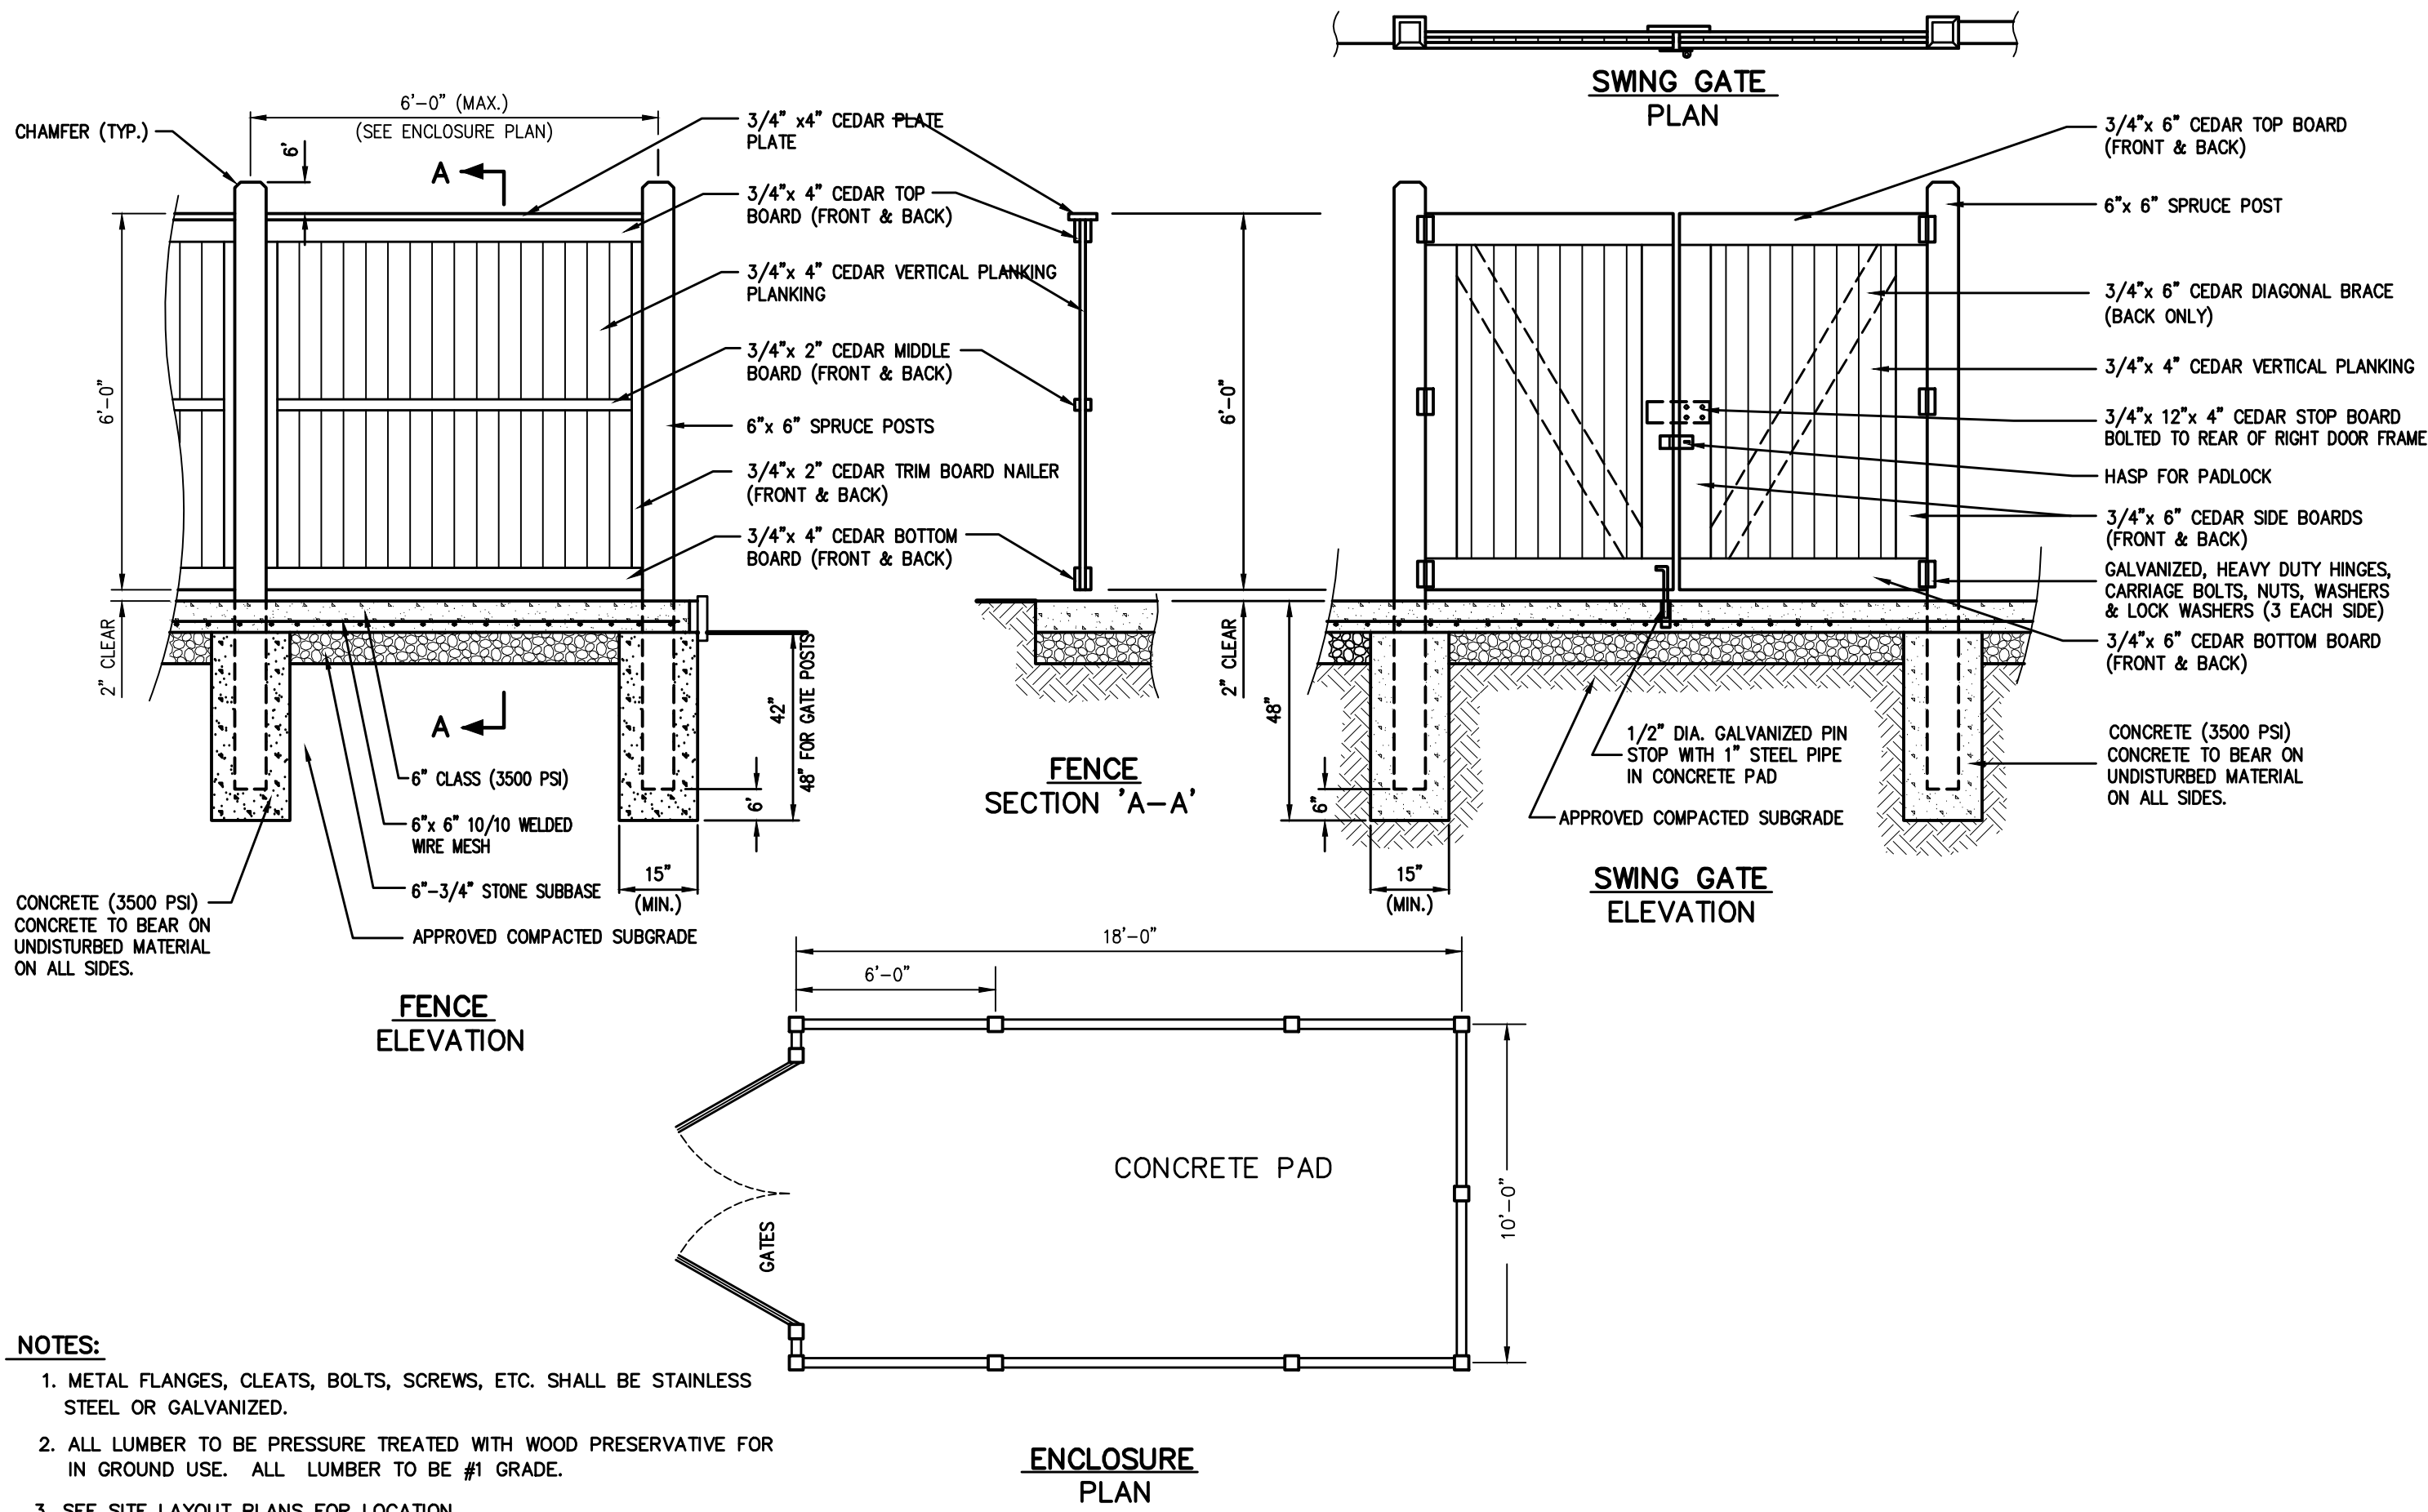 SWING GATE
PLAN
CHAMFER (TYP.)
6'-0" (MAX.)
(SEE ENCLOSURE PLAN)
6'
A
3/4" x4" CEDAR PLATE
PLATE
3/4"x 4" CEDAR TOP
BOARD (FRONT & BACK)
3/4"x 4" CEDAR VERTICAL PLANKING
PLANKING
3/4"x 2" CEDAR MIDDLE
BOARD (FRONT & BACK)
6"x 6" SPRUCE POSTS
3/4"x 2" CEDAR TRIM BOARD NAILER
(FRONT & BACK)
3/4"x 4" CEDAR BOTTOM
BOARD (FRONT & BACK)
6'-0"
2" CLEAR
A
42"
48" FOR GATE POSTS
6'
15"
(MIN.)
6" CLASS (3500 PSI)
6"x 6" 10/10 WELDED
WIRE MESH
6"-3/4" STONE SUBBASE
APPROVED COMPACTED SUBGRADE
CONCRETE (3500 PSI)
CONCRETE TO BEAR ON
UNDISTURBED MATERIAL
ON ALL SIDES.
FENCE
ELEVATION
FENCE
SECTION 'A-A'
6'-0"
2" CLEAR
48"
6"
15"
(MIN.)
3/4"x 6" CEDAR TOP BOARD
(FRONT & BACK)
6"x 6" SPRUCE POST
3/4"x 6" CEDAR DIAGONAL BRACE
(BACK ONLY)
3/4"x 4" CEDAR VERTICAL PLANKING
3/4"x 12"x 4" CEDAR STOP BOARD
BOLTED TO REAR OF RIGHT DOOR FRAME
HASP FOR PADLOCK
3/4"x 6" CEDAR SIDE BOARDS
(FRONT & BACK)
GALVANIZED, HEAVY DUTY HINGES,
CARRIAGE BOLTS, NUTS, WASHERS
& LOCK WASHERS (3 EACH SIDE)
3/4"x 6" CEDAR BOTTOM BOARD
(FRONT & BACK)
CONCRETE (3500 PSI)
CONCRETE TO BEAR ON
UNDISTURBED MATERIAL
ON ALL SIDES.
1/2" DIA. GALVANIZED PIN
STOP WITH 1" STEEL PIPE
IN CONCRETE PAD
APPROVED COMPACTED SUBGRADE
SWING GATE
ELEVATION
18'-0"
6'-0"
CONCRETE PAD
10'-0"
GATES
ENCLOSURE
PLAN
NOTES:
1. METAL FLANGES, CLEATS, BOLTS, SCREWS, ETC. SHALL BE STAINLESS
STEEL OR GALVANIZED.
2. ALL LUMBER TO BE PRESSURE TREATED WITH WOOD PRESERVATIVE FOR
IN GROUND USE. ALL LUMBER TO BE #1 GRADE.
3. SEE SITE LAYOUT PLANS FOR LOCATION